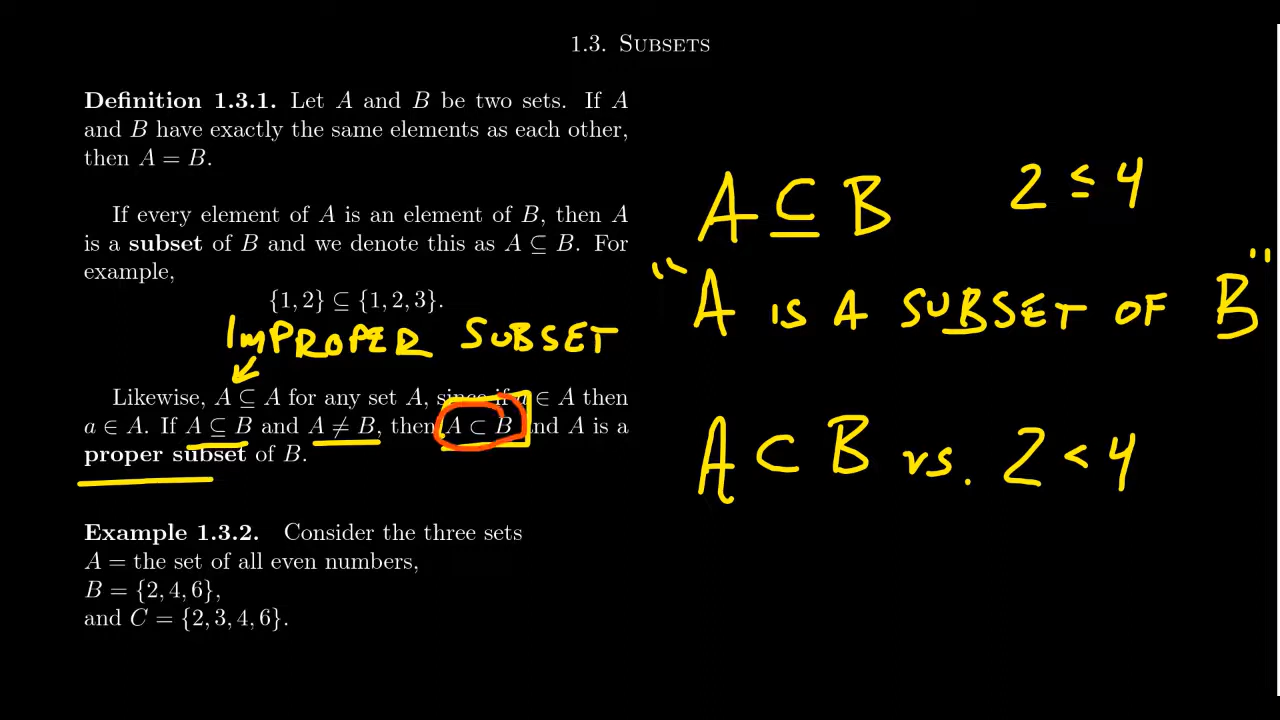 1.3. Subsets
Definition 1.3.1. Let A and B be two sets. If A
and B have exactly the same elements as each other,
then A = B.
If every element of A is an element of B, then A
is a subset of B and we denote this as A ⊆ B. For
example,
{1, 2} ⊆ {1, 2, 3}.
IMPROPER SUBSET
Likewise, A ⊆ A for any set A, since if a ∈ A then
a ∈ A. If A ⊆ B and A ≠ B, then A ⊂ B and A is a
proper subset of B.
Example 1.3.2. Consider the three sets
A = the set of all even numbers,
B = {2, 4, 6},
and C = {2, 3, 4, 6}.
A ⊆ B 2 ≤ 4
"A IS A SUBSET OF B"
A ⊂ B vs. 2 < 4